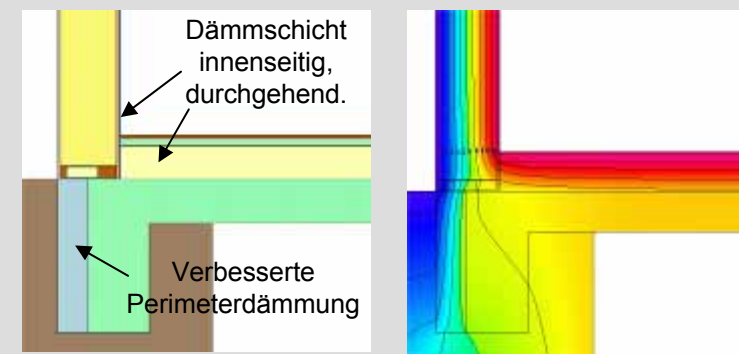 Dämmschicht
innenseitig,
durchgehend.
Verbesserte
Perimeterdämmung